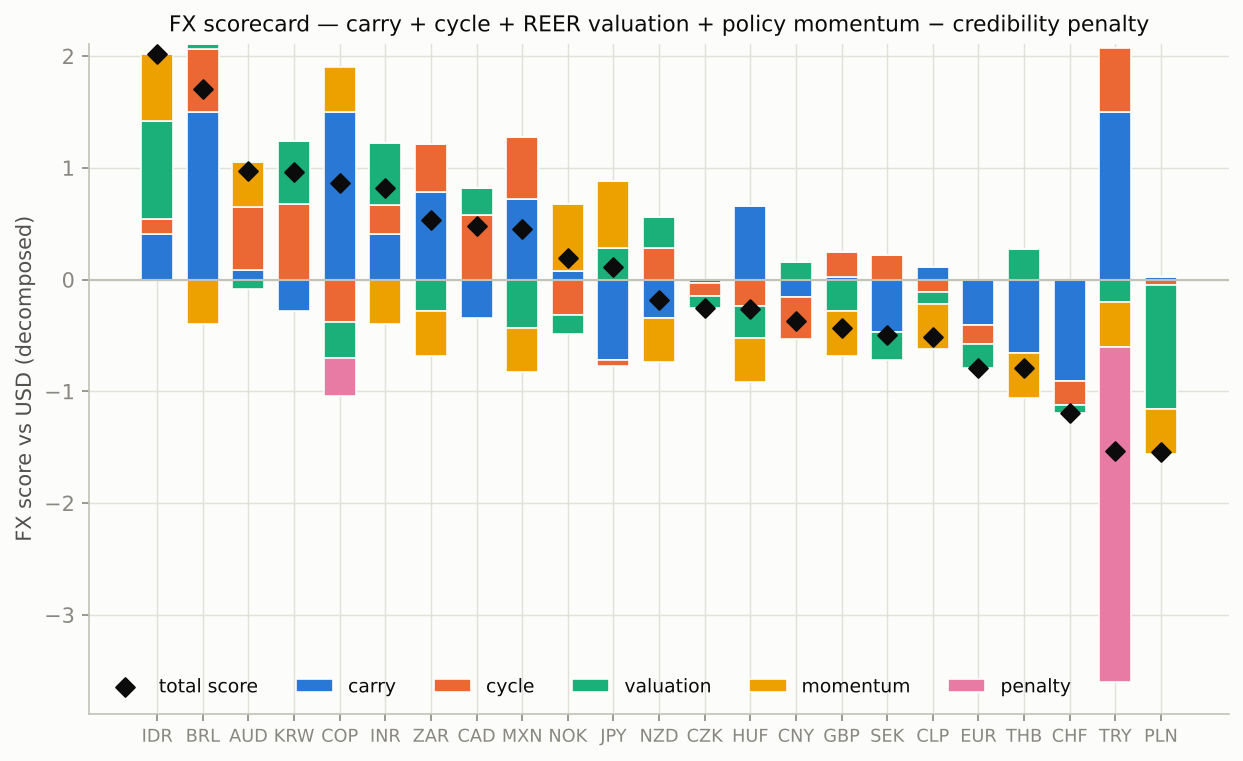 FX scorecard — carry + cycle + REER valuation + policy momentum − credibility penalty
FX score vs USD (decomposed)
2
1
0
−1
−2
−3
total score carry cycle valuation momentum penalty
IDR BRL AUD KRW COP INR ZAR CAD MXN NOK JPY NZD CZK HUF CNY GBP SEK CLP EUR THB CHF TRY PLN